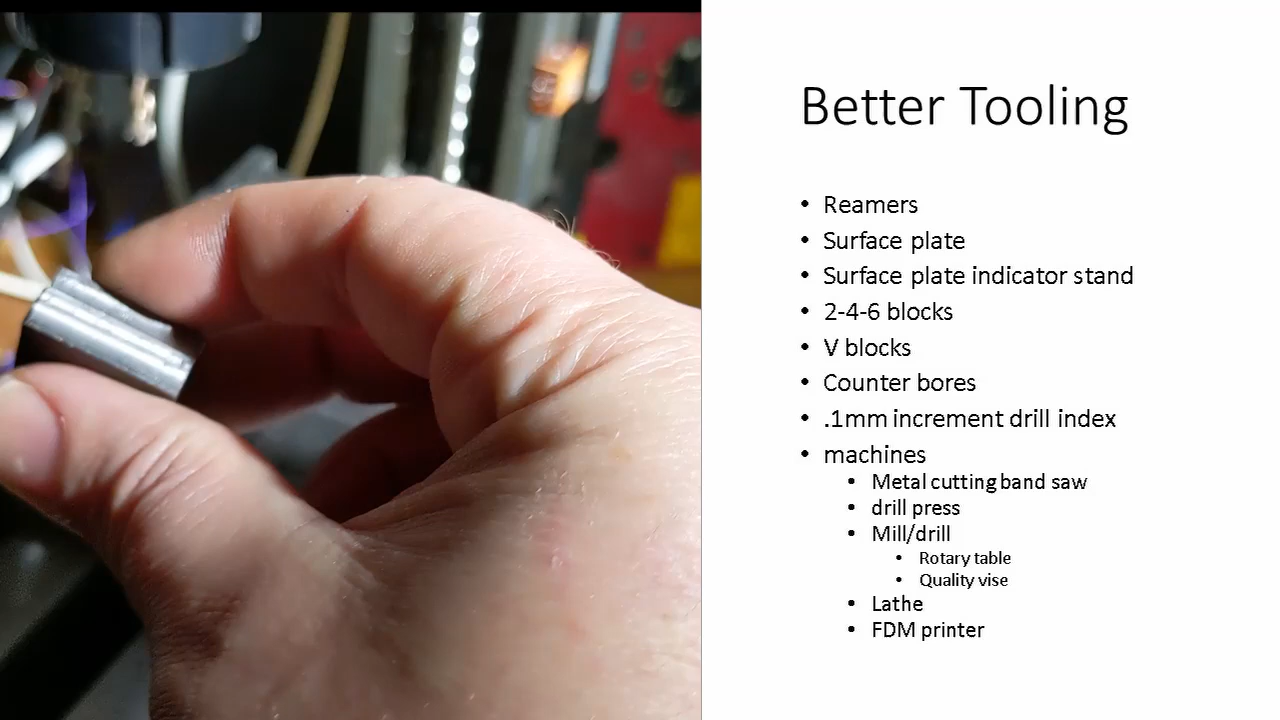 Better Tooling
• Reamers
• Surface plate
• Surface plate indicator stand
• 2-4-6 blocks
• V blocks
• Counter bores
• .1mm increment drill index
• machines
• Metal cutting band saw
• drill press
• Mill/drill
• Rotary table
• Quality vise
• Lathe
• FDM printer